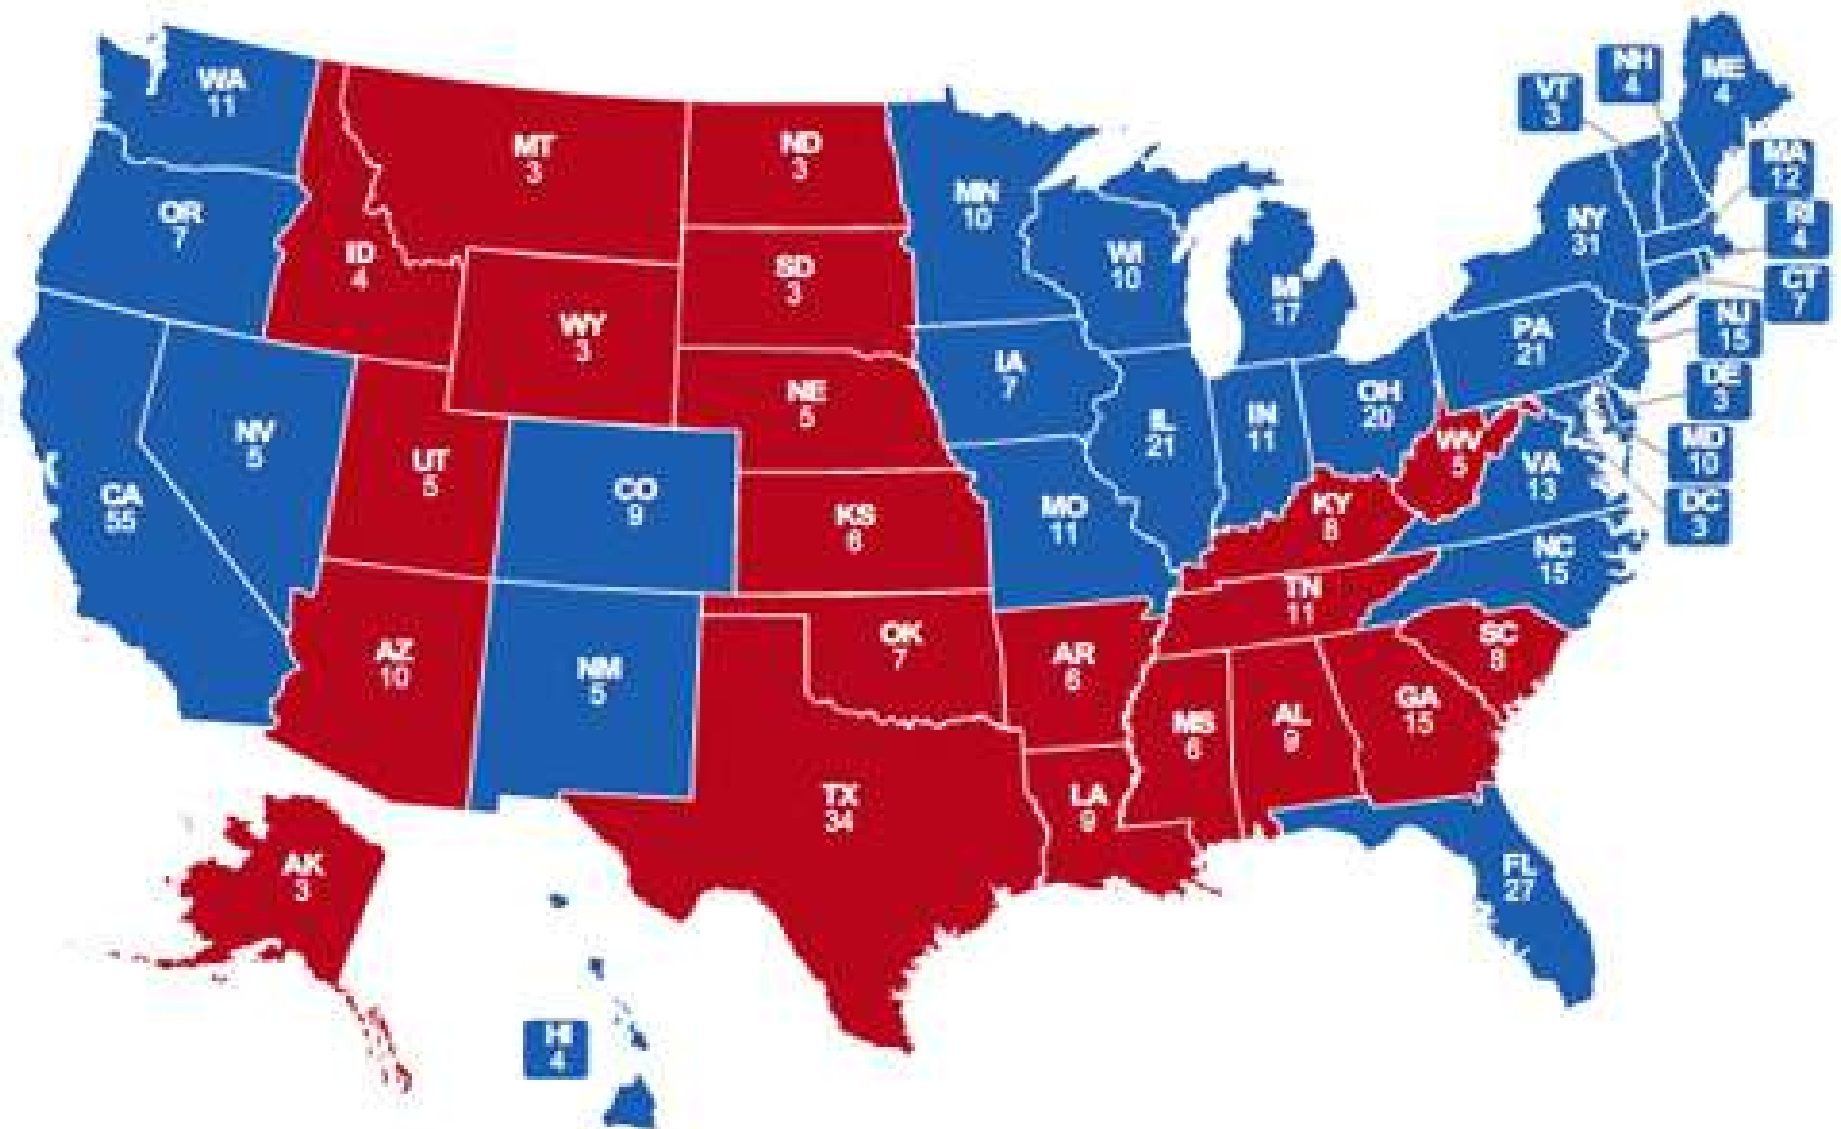 WA
11
OR
7
CA
55
NV
5
ID
4
MT
3
WY
3
UT
5
CO
9
AZ
10
NM
5
ND
3
SD
3
NE
5
KS
6
OK
7
TX
34
MN
10
IA
7
MO
11
AR
6
LA
9
WI
10
IL
21
MI
17
IN
11
OH
20
KY
8
TN
11
MS
6
AL
9
GA
15
SC
8
NC
15
FL
27
VA
13
WV
5
PA
21
NY
31
VT
3
NH
4
ME
4
MA
12
RI
4
CT
7
NJ
15
DE
3
MD
10
DC
3
AK
3
HI
4